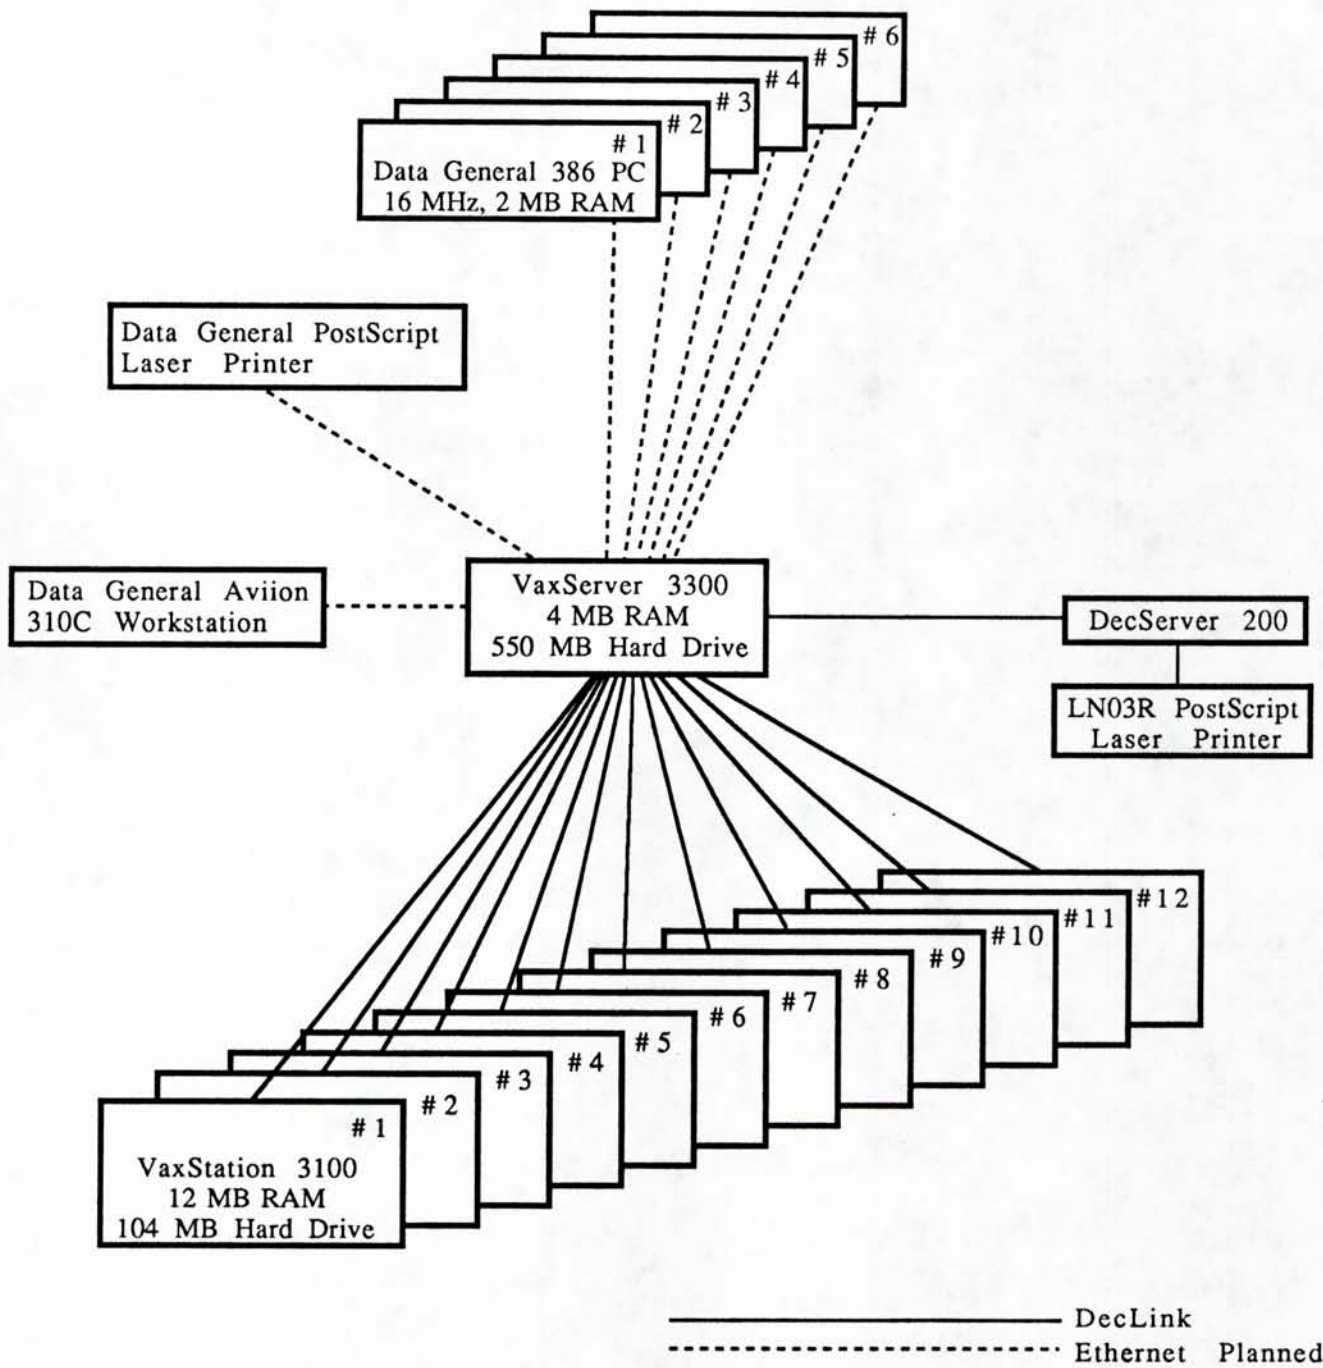 # 6
# 5
# 4
# 3
# 2
# 1
Data General 386 PC
16 MHz, 2 MB RAM
Data General PostScript
Laser Printer
Data General Aviion
310C Workstation
VaxServer 3300
4 MB RAM
550 MB Hard Drive
DecServer 200
LN03R PostScript
Laser Printer
#12
#11
#10
#9
#8
#7
#6
#5
#4
#3
#2
#1
VaxStation 3100
12 MB RAM
104 MB Hard Drive
DecLink
Ethernet Planned